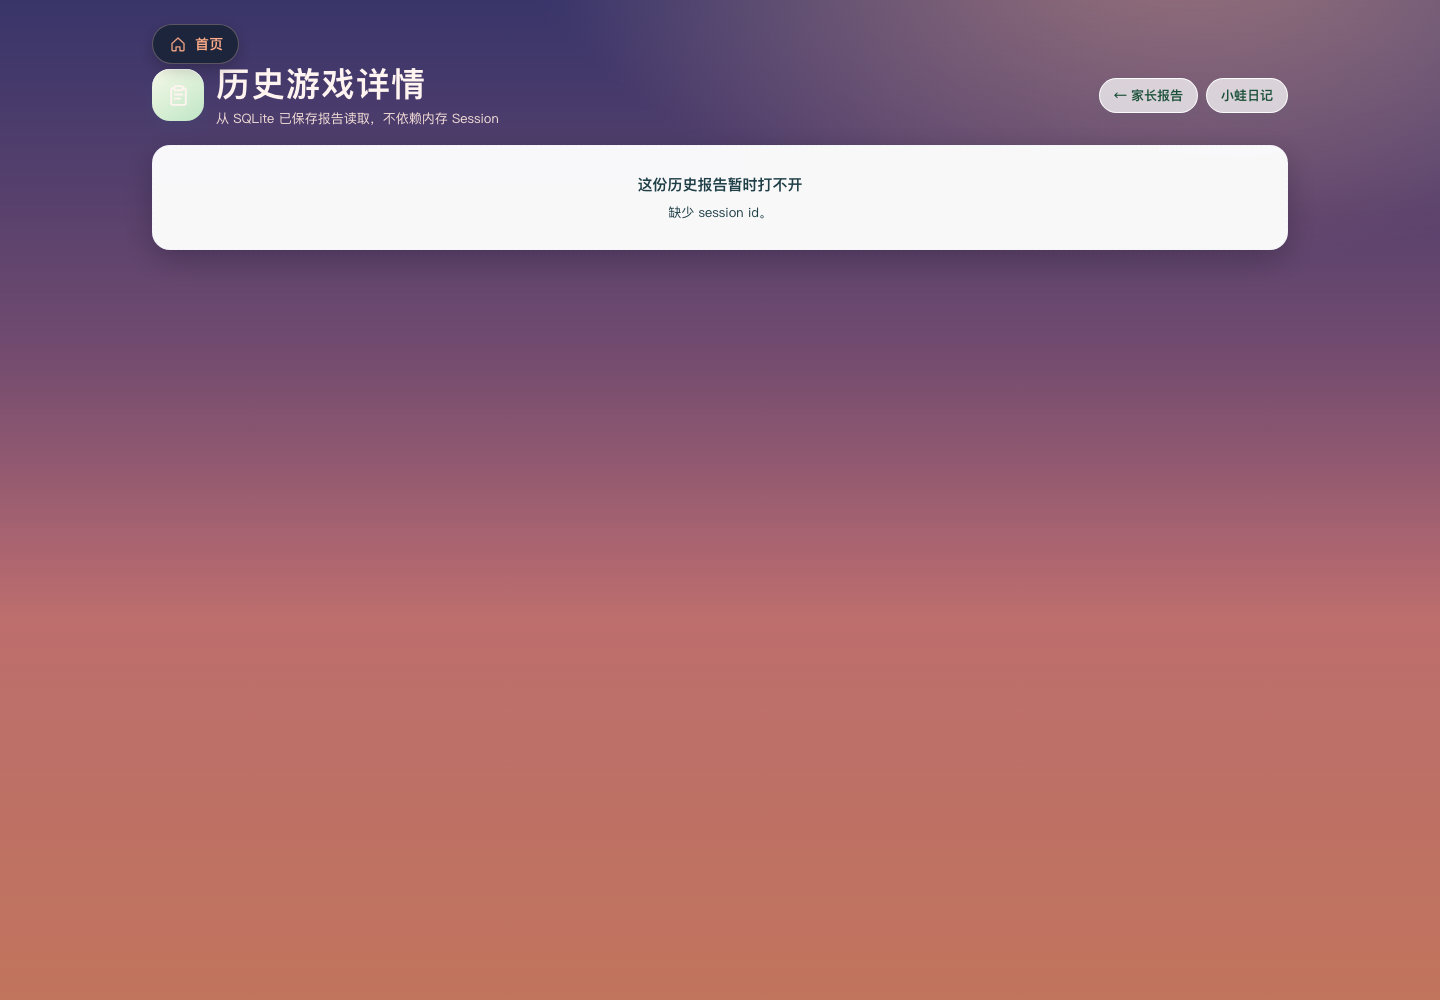 首页
历史游戏详情
从 SQLite 已保存报告读取，不依赖内存 Session
← 家长报告
小蛙日记
这份历史报告暂时打不开
缺少 session id。